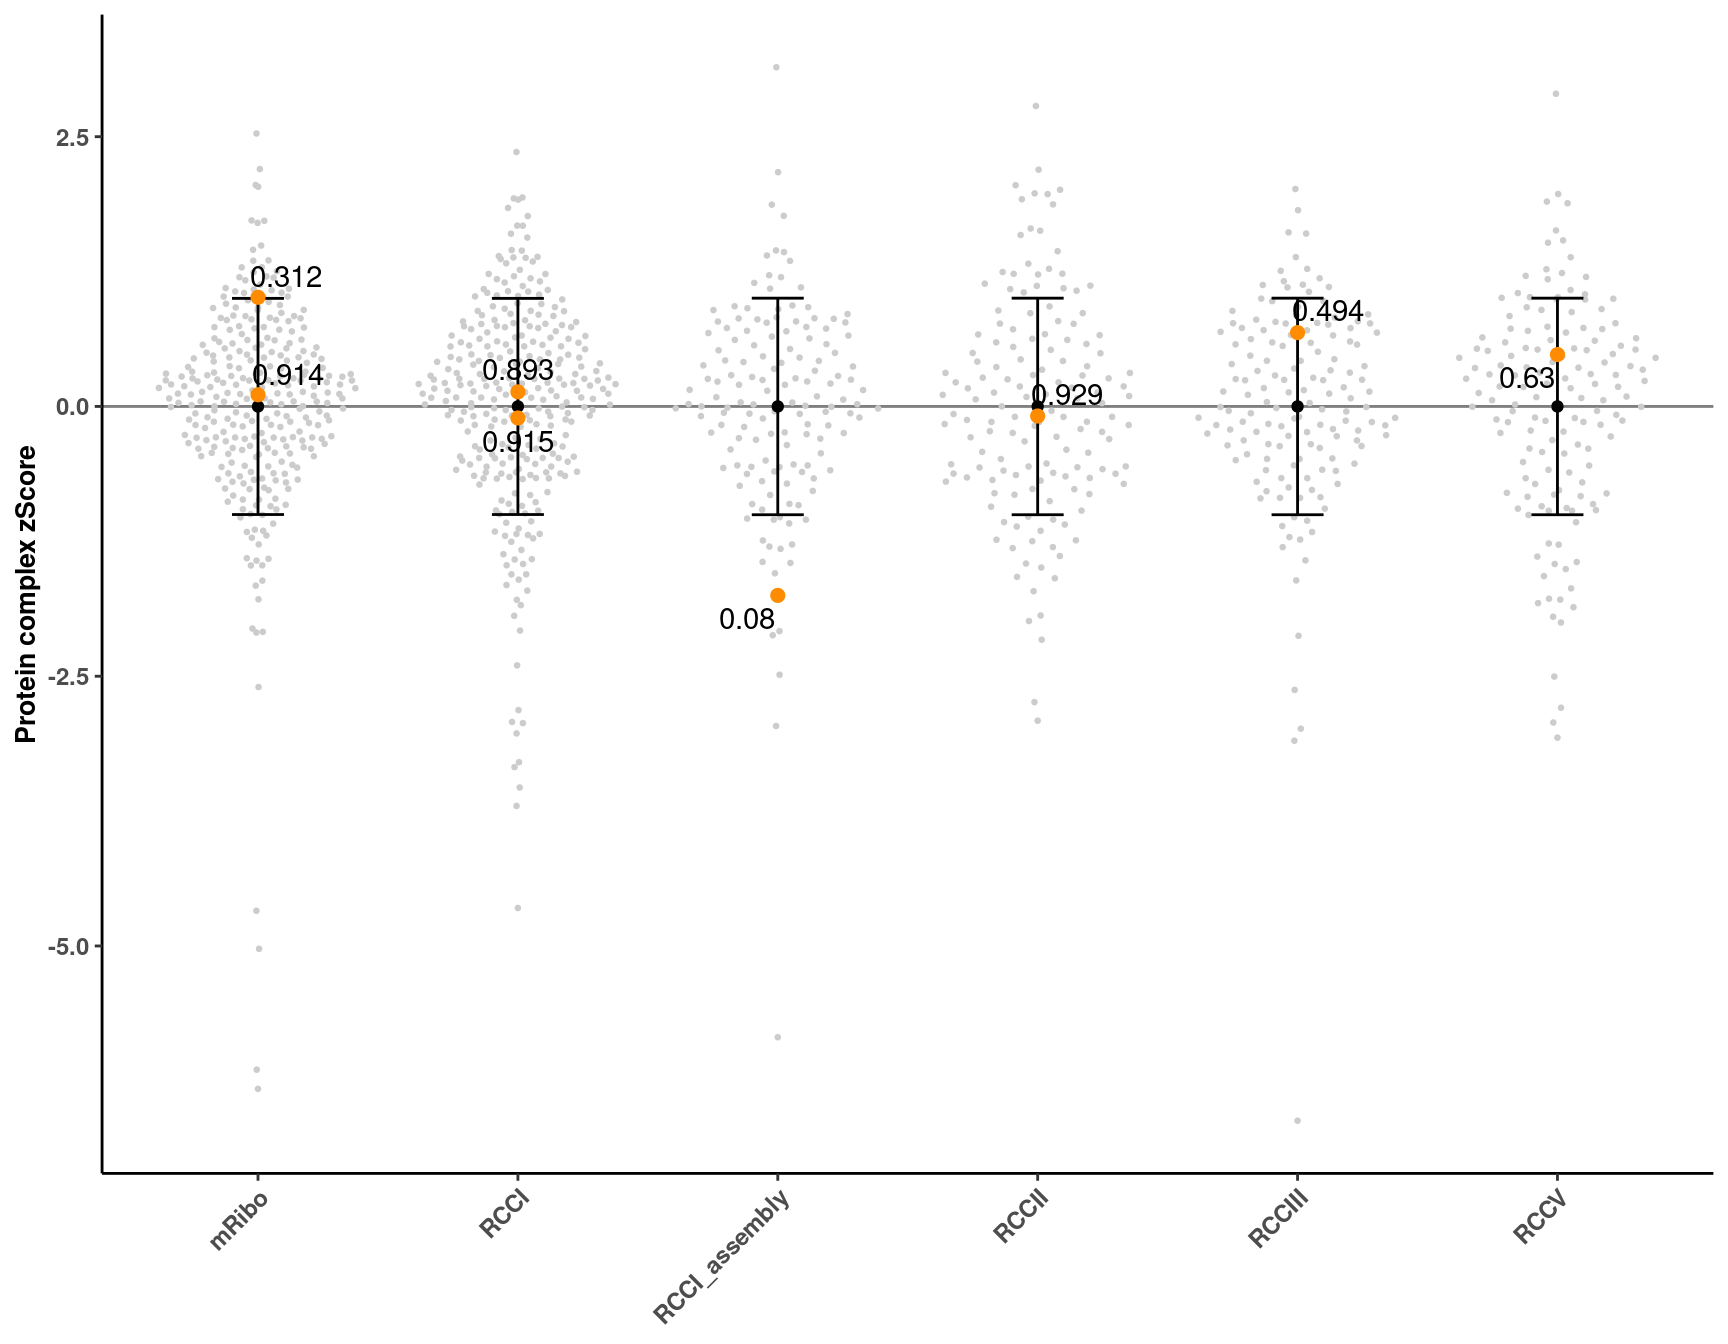 Protein complex zScore
2.5
0.0
-2.5
-5.0
0.312
0.914
0.893
0.915
0.08
0.929
0.494
0.63
mRibo
RCCI
RCCI_assembly
RCCII
RCCIII
RCCV